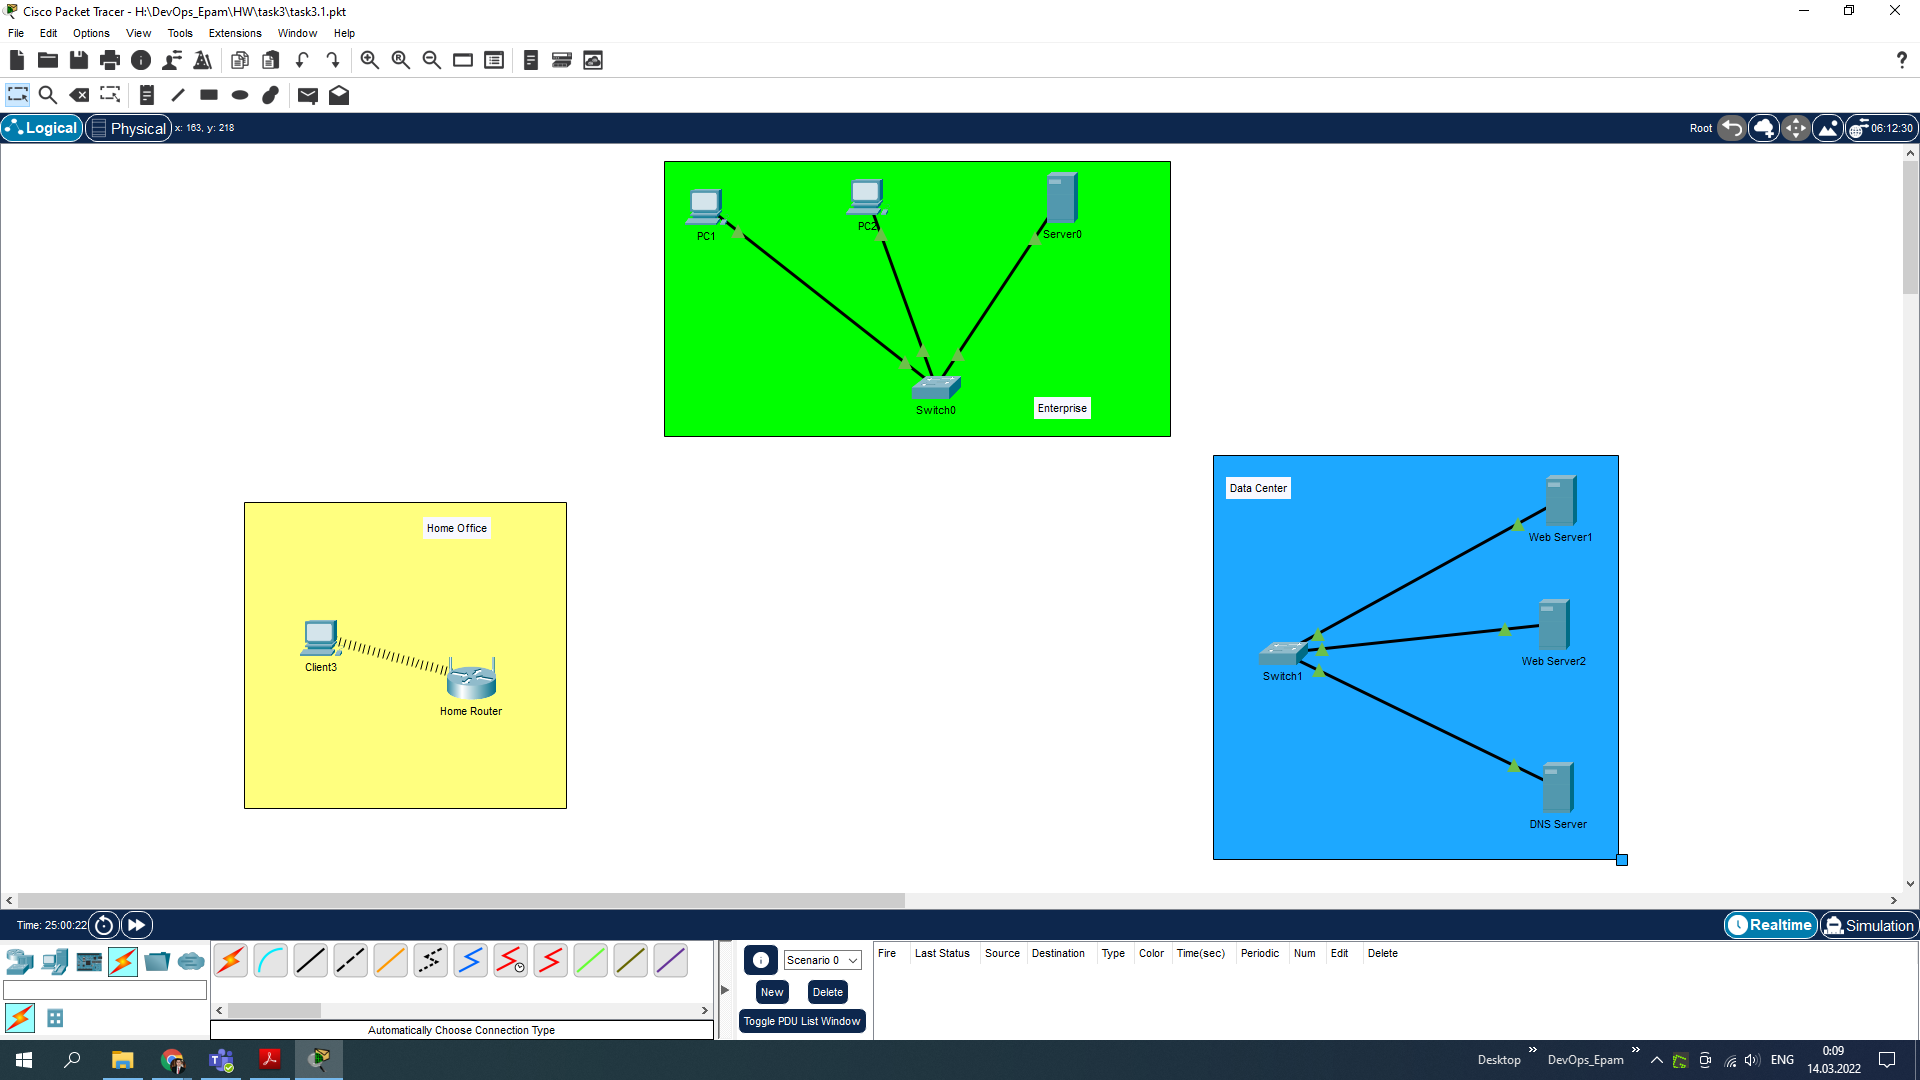 Cisco Packet Tracer - H:\DevOps_Epam\HW\task3\task3.1.pkt
File Edit Options View Tools Extensions Window Help
Logical Physical x: 163, y: 218 Root 06:12:30
PC1
PC2
Server0
Switch0
Enterprise
Data Center
Web Server1
Web Server2
Switch1
DNS Server
Home Office
Client3
Home Router
Time: 25:00:22 Realtime Simulation
Scenario 0
New Delete
Toggle PDU List Window
Fire Last Status Source Destination Type Color Time(sec) Periodic Num Edit Delete
Automatically Choose Connection Type
Desktop DevOps_Epam ENG 0:09
14.03.2022